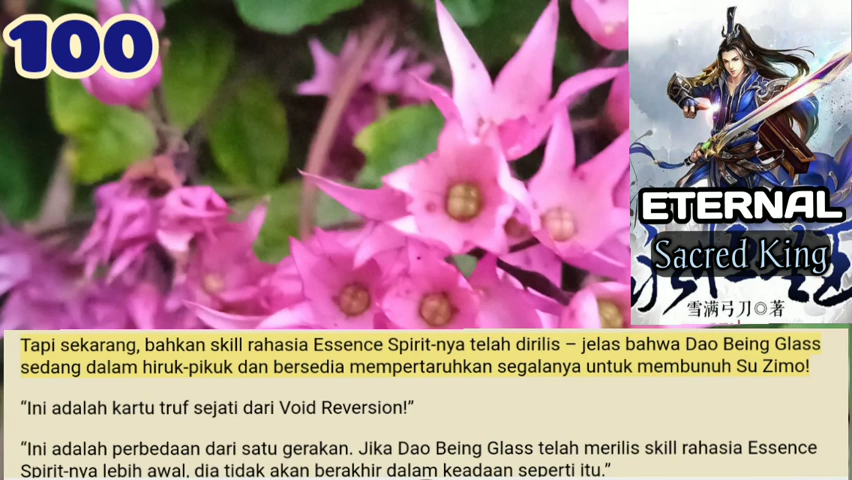 100
ETERNAL
Sacred King
雪满弓刀◎著
Tapi sekarang, bahkan skill rahasia Essence Spirit-nya telah dirilis – jelas bahwa Dao Being Glass
sedang dalam hiruk-pikuk dan bersedia mempertaruhkan segalanya untuk membunuh Su Zimo!
“Ini adalah kartu truf sejati dari Void Reversion!”
“Ini adalah perbedaan dari satu gerakan. Jika Dao Being Glass telah merilis skill rahasia Essence
Spirit-nya lebih awal, dia tidak akan berakhir dalam keadaan seperti itu.”